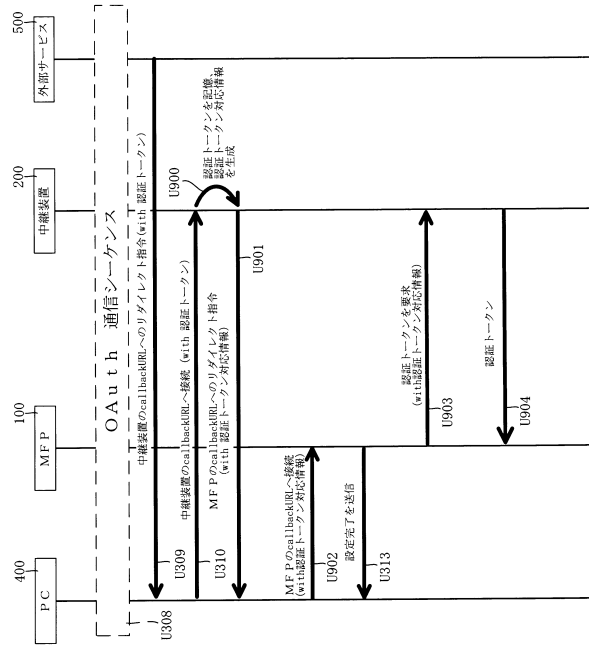 400
PC
100
MFP
200
中継装置
500
外部サービス
OAuth 通信シーケンス
U308
中継装置のcallbackURLへのリダイレクト指令(with 認証トークン)
U309
中継装置のcallbackURLへ接続 (with 認証トークン)
U310
U900
認証トークンを記憶、
認証トークン対応情報
を生成
MFPのcallbackURLへのリダイレクト指令
(with 認証トークン対応情報)
U901
MFPのcallbackURLへ接続
(with認証トークン対応情報)
U902
設定完了を送信
U313
認証トークンを要求
(with認証トークン対応情報)
U903
認証トークン
U904